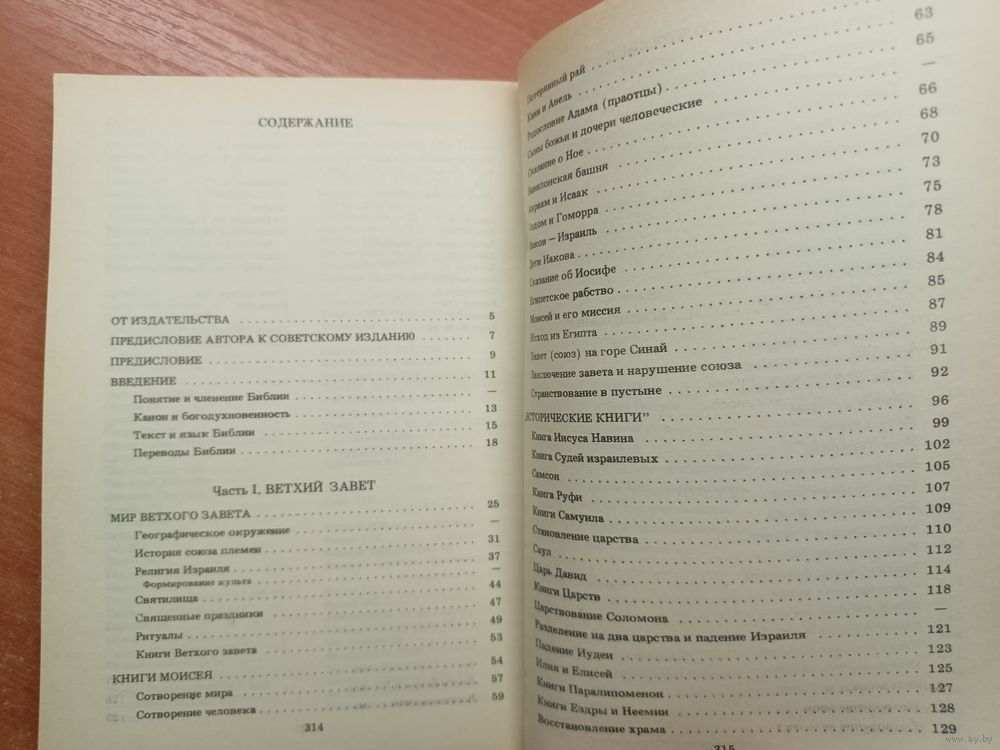 СОДЕРЖАНИЕ
ОТ ИЗДАТЕЛЬСТВА 5
ПРЕДИСЛОВИЕ АВТОРА К СОВЕТСКОМУ ИЗДАНИЮ 7
ПРЕДИСЛОВИЕ 9
ВВЕДЕНИЕ 11
Понятие и членение Библии —
Канон и богодухновенность 13
Текст и язык Библии 15
Переводы Библии 18
Часть I. ВЕТХИЙ ЗАВЕТ
МИР ВЕТХОГО ЗАВЕТА 25
Географическое окружение —
История союза племен 31
Религия Израиля 37
Формирование культа —
Святилища 44
Священные праздники 47
Ритуалы 49
Книги Ветхого завета 53
КНИГИ МОИСЕЯ 54
Сотворение мира 57
Сотворение человека 59
314
Потерянный рай
Каин и Авель 63
Родословие Адама (праотцы) 65
Сыны божьи и дочери человеческие —
Сказание о Ное 66
Вавилонская башня 68
Авраам и Исаак 70
Содом и Гоморра 73
Иаков — Израиль 75
Дети Иакова 78
Сказание об Иосифе 81
Египетское рабство 84
Моисей и его миссия 85
Исход из Египта 87
Завет (союз) на горе Синай 89
Заключение завета и нарушение союза 91
Странствование в пустыне 92
ИСТОРИЧЕСКИЕ КНИГИ” 96
Книга Иисуса Навина 99
Книга Судей израилевых 102
Самсон 105
Книга Руфи 107
Книги Самуила 109
Становление царства 110
Саул 112
Царь Давид 114
Книги Царств 118
Царствование Соломона —
Разделение на два царства и падение Израиля 121
Падение Иудеи 123
Илия и Елисей 125
Книги Паралипоменон 127
Книги Ездры и Неемии 128
Восстановление храма 129
315
www.ay.by